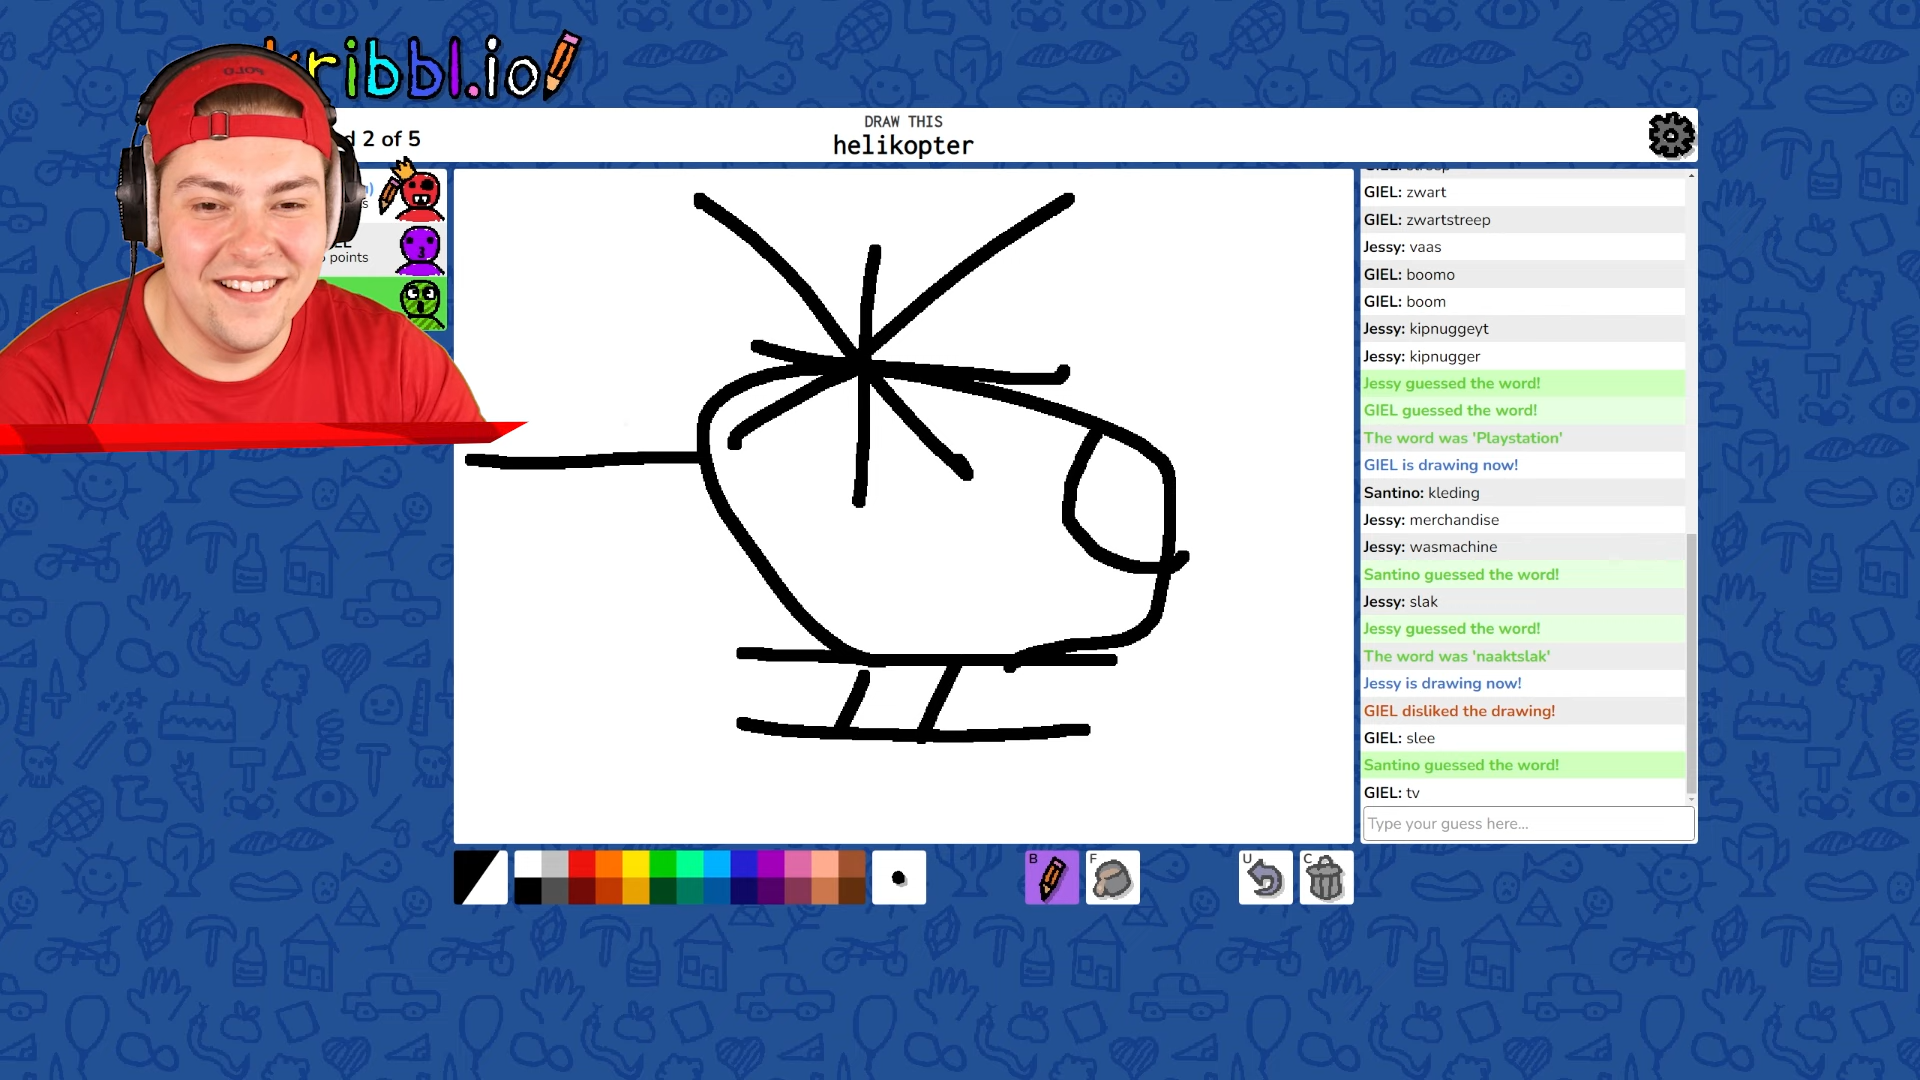 kribbl.io
DRAW THIS
helikopter
d 2 of 5
points
GIEL: zwart
GIEL: zwartstreep
Jessy: vaas
GIEL: boomo
GIEL: boom
Jessy: kipnuggeyt
Jessy: kipnugger
Jessy guessed the word!
GIEL guessed the word!
The word was 'Playstation'
GIEL is drawing now!
Santino: kleding
Jessy: merchandise
Jessy: wasmachine
Santino guessed the word!
Jessy: slak
Jessy guessed the word!
The word was 'naaktslak'
Jessy is drawing now!
GIEL disliked the drawing!
GIEL: slee
Santino guessed the word!
GIEL: tv
Type your guess here...
B
F
U
C